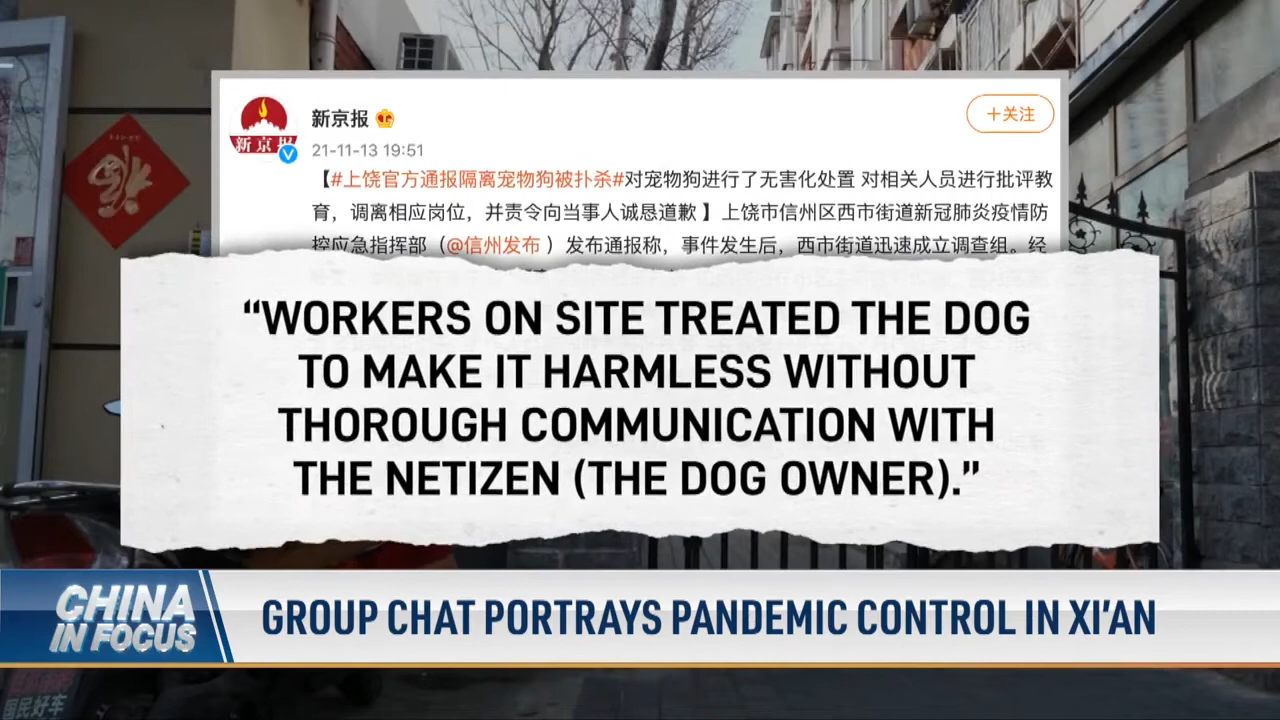 新京报
新京报
+关注
21-11-13 19:51
【#上饶官方通报隔离宠物狗被扑杀#对宠物狗进行了无害化处置 对相关人员进行批评教
育，调离相应岗位，并责令向当事人诚恳道歉 】上饶市信州区西市街道新冠肺炎疫情防
控应急指挥部（@信州发布 ）发布通报称，事件发生后，西市街道迅速成立调查组。经
“WORKERS ON SITE TREATED THE DOG
TO MAKE IT HARMLESS WITHOUT
THOROUGH COMMUNICATION WITH
THE NETIZEN (THE DOG OWNER).”
CHINA
IN FOCUS
GROUP CHAT PORTRAYS PANDEMIC CONTROL IN XI’AN
国民好车